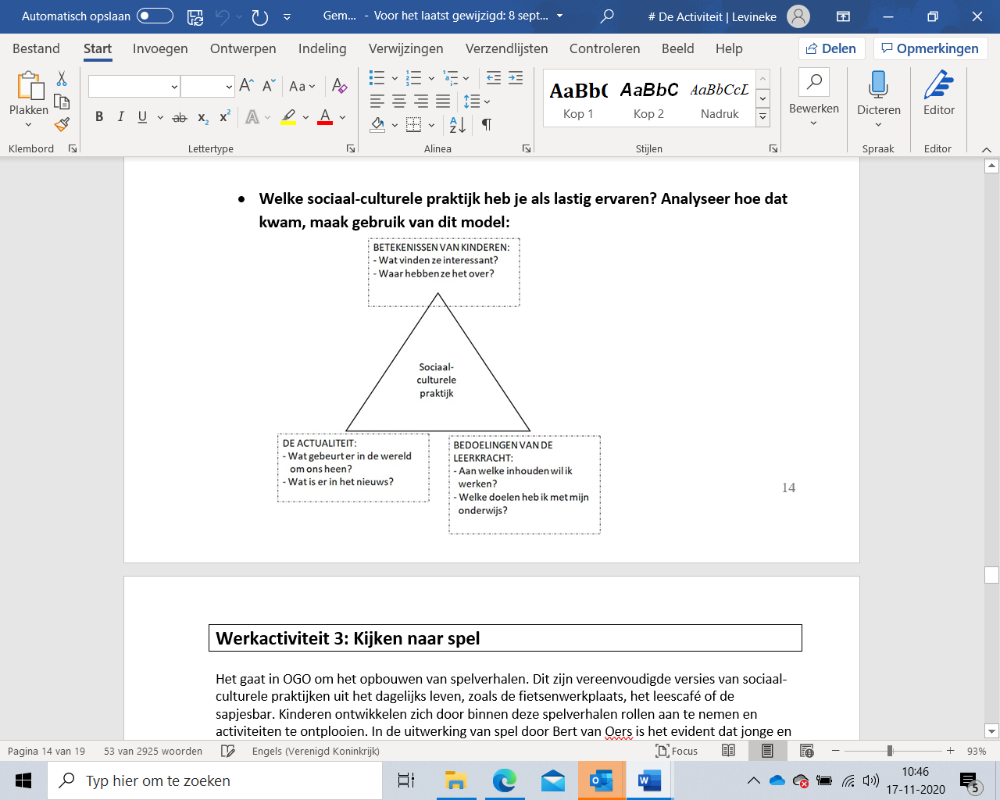 Automatisch opslaan
Gem... - Voor het laatst gewijzigd: 8 sept...
# De Activiteit | Levineke
Bestand Start Invoegen Ontwerpen Indeling Verwijzingen Verzendlijsten Controleren Beeld Help Delen Opmerkingen
Plakken
Klembord
Aa
B I U ab x₂ x² A A
Lettertype
Alinea
AaBbC AaBbC AaBbCcD
Kop 1 Kop 2 Nadruk
Stijlen
Bewerken
Dicteren
Spraak
Editor
Editor
• Welke sociaal-culturele praktijk heb je als lastig ervaren? Analyseer hoe dat
kwam, maak gebruik van dit model:
BETEKENISSEN VAN KINDEREN:
- Wat vinden ze interessant?
- Waar hebben ze het over?
Sociaal-
culturele
praktijk
DE ACTUALITEIT:
- Wat gebeurt er in de wereld
om ons heen?
- Wat is er in het nieuws?
BEDOELINGEN VAN DE
LEERKRACHT:
- Aan welke inhouden wil ik
werken?
- Welke doelen heb ik met mijn
onderwijs?
14
Werkactiviteit 3: Kijken naar spel
Het gaat in OGO om het opbouwen van spelverhalen. Dit zijn vereenvoudigde versies van sociaal-
culturele praktijken uit het dagelijks leven, zoals de fietsenwerkplaats, het leescafé of de
sapjesbar. Kinderen ontwikkelen zich door binnen deze spelverhalen rollen aan te nemen en
activiteiten te ontplooien. In de uitwerking van spel door Bert van Oers is het evident dat jonge en
Pagina 14 van 19 53 van 2925 woorden Engels (Verenigd Koninkrijk) Focus 93%
Typ hier om te zoeken
10:46
17-11-2020
5